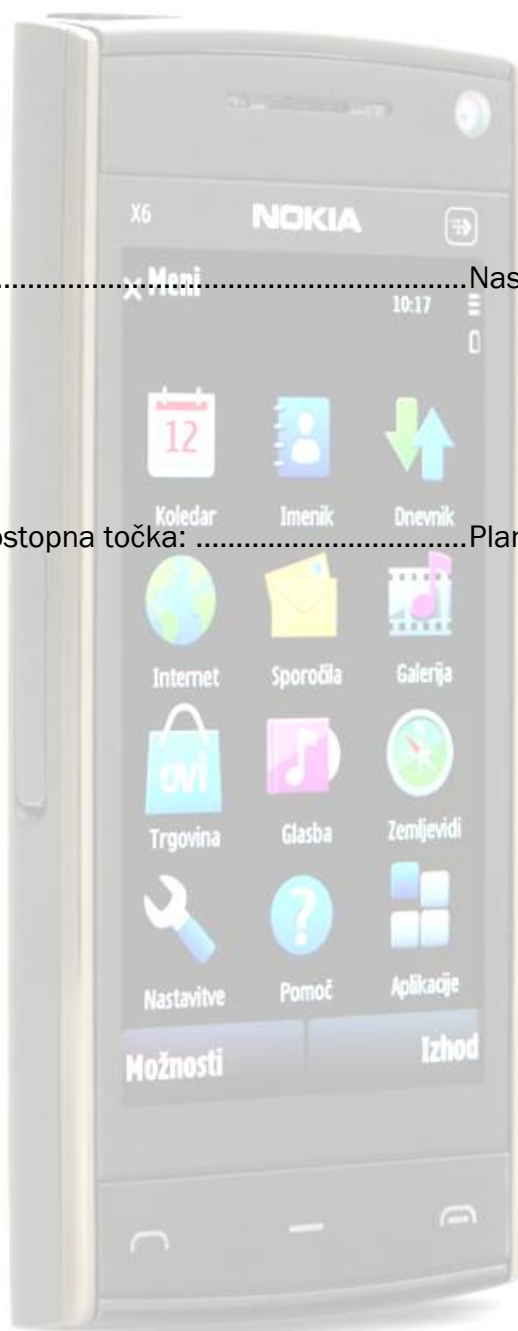 X6 NOKIA
× Meni
10:17
............................................................Nas
12
Koledar Imenik Dnevnik
ostopna točka: ..................................Plan
Internet Sporočila Galerija
ovi
Trgovina Glasba Zemljevidi
?
Nastavitve Pomoč Aplikacije
Možnosti Izhod